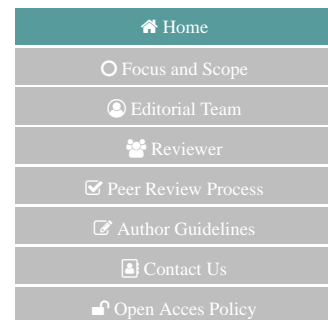 Home
Focus and Scope
Editorial Team
Reviewer
Peer Review Process
Author Guidelines
Contact Us
Open Acces Policy